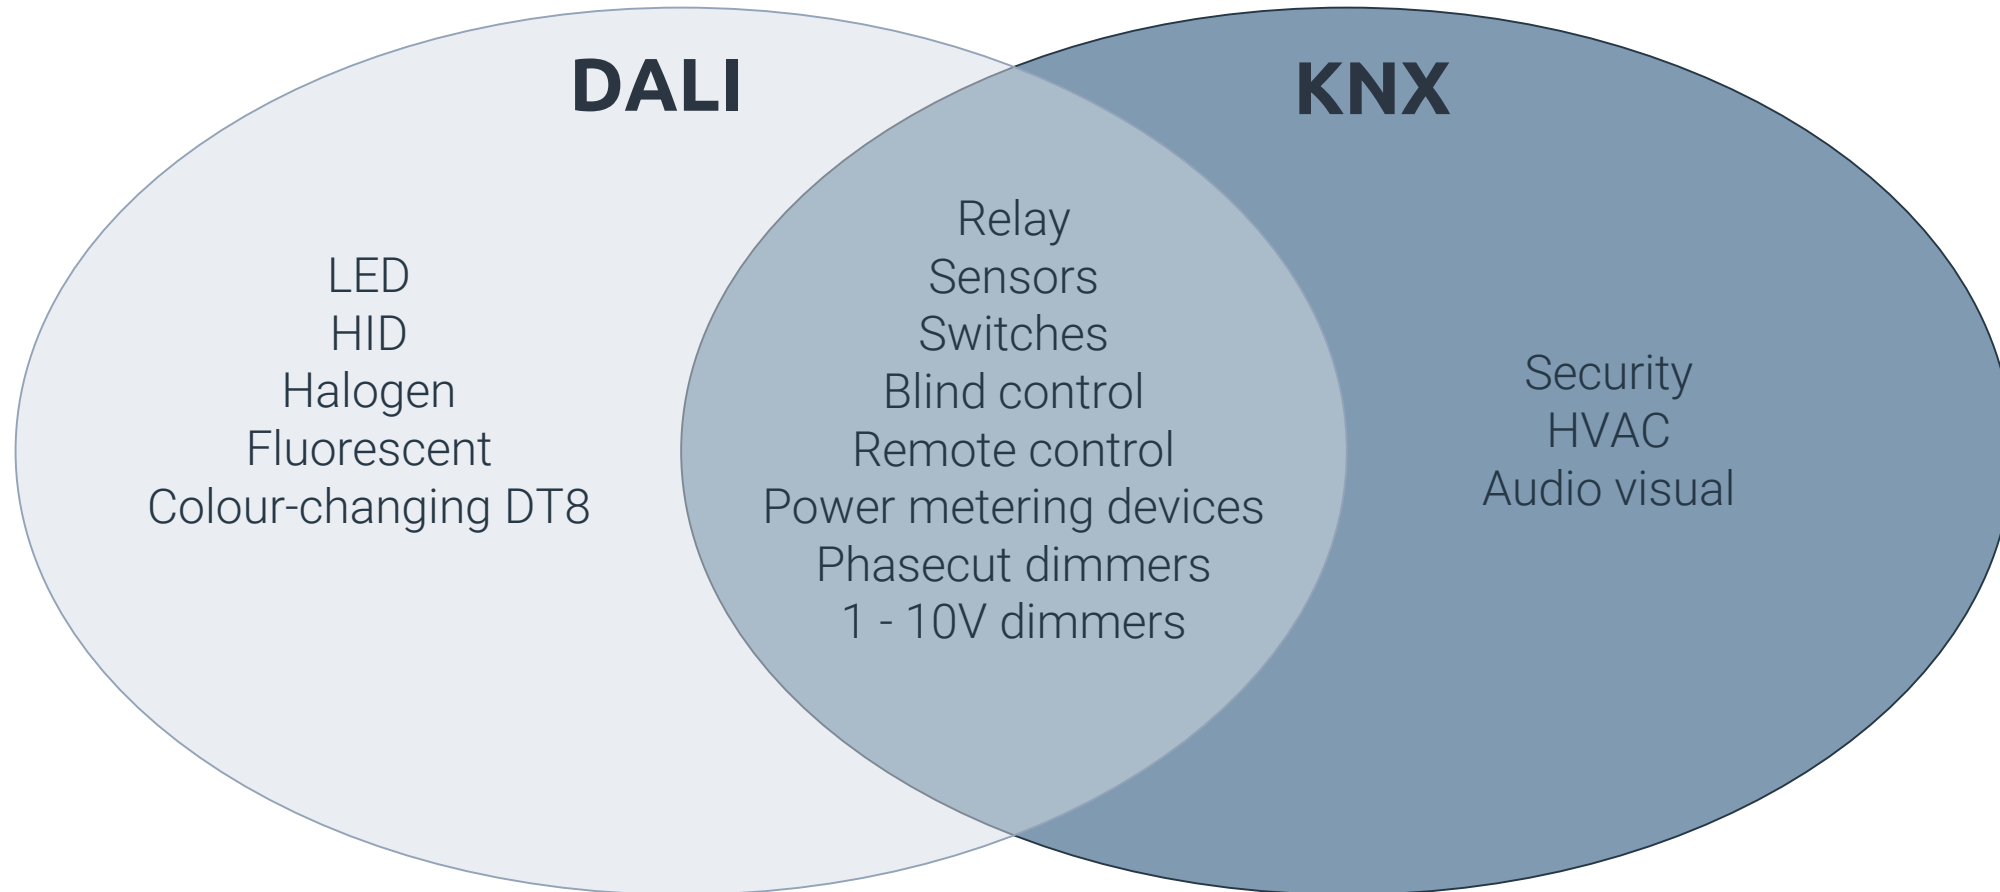 DALI
KNX
LED
HID
Halogen
Fluorescent
Colour-changing DT8
Relay
Sensors
Switches
Blind control
Remote control
Power metering devices
Phasecut dimmers
1 - 10V dimmers
Security
HVAC
Audio visual